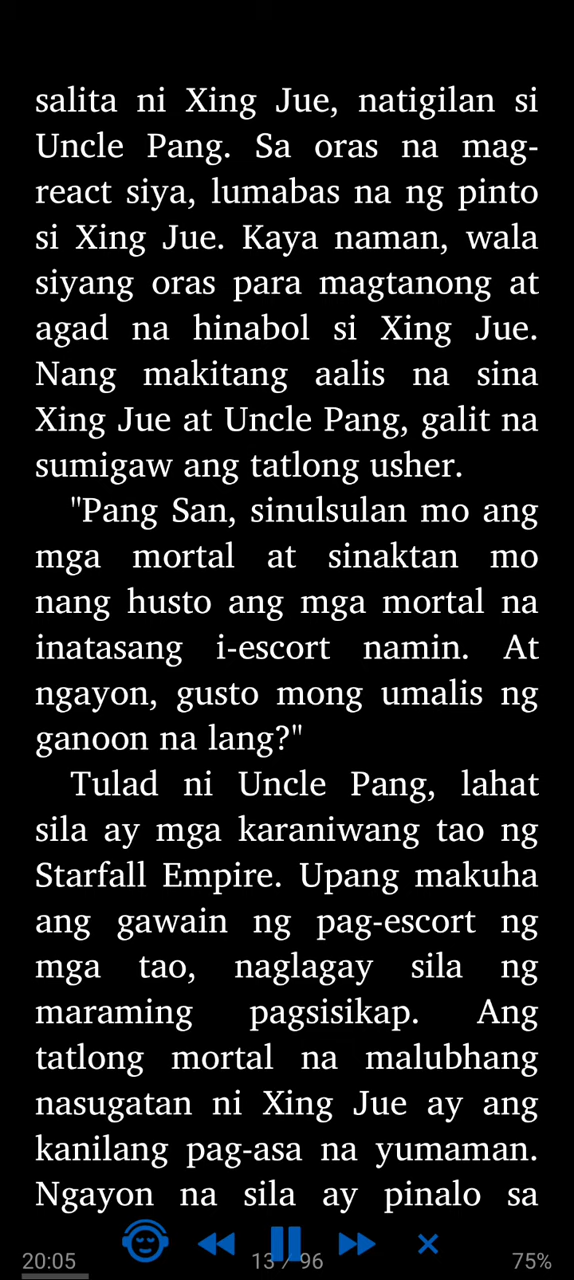 salita ni Xing Jue, natigilan si
Uncle Pang. Sa oras na mag-
react siya, lumabas na ng pinto
si Xing Jue. Kaya naman, wala
siyang oras para magtanong at
agad na hinabol si Xing Jue.
Nang makitang aalis na sina
Xing Jue at Uncle Pang, galit na
sumigaw ang tatlong usher.
"Pang San, sinulsulan mo ang
mga mortal at sinaktan mo
nang husto ang mga mortal na
inatasang i-escort namin. At
ngayon, gusto mong umalis ng
ganoon na lang?"
Tulad ni Uncle Pang, lahat
sila ay mga karaniwang tao ng
Starfall Empire. Upang makuha
ang gawain ng pag-escort ng
mga tao, naglagay sila ng
maraming pagsisikap. Ang
tatlong mortal na malubhang
nasugatan ni Xing Jue ay ang
kanilang pag-asa na yumaman.
Ngayon na sila ay pinalo sa
20:05 13 / 96 75%